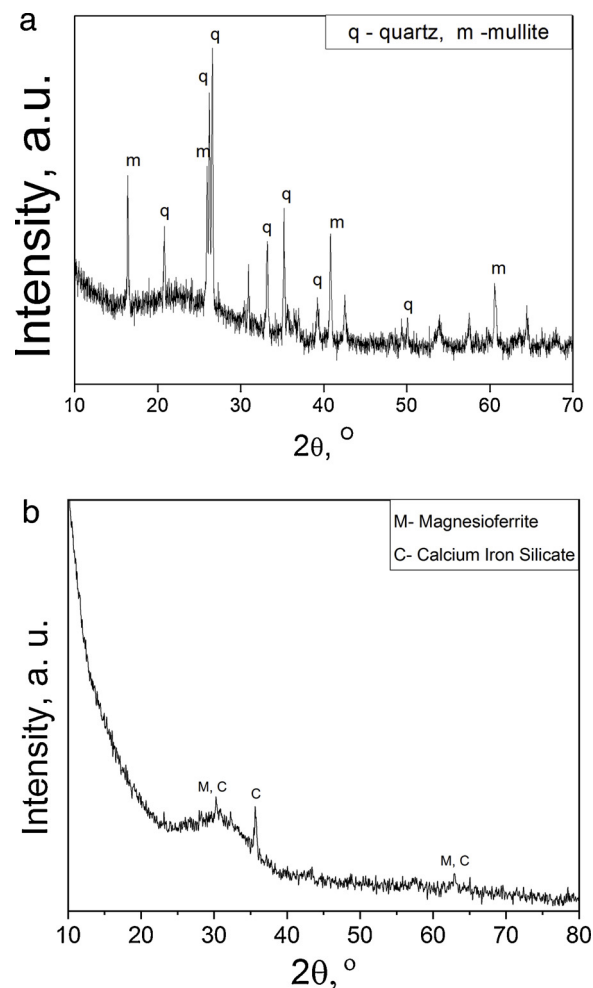 a
q - quartz, m -mullite
q
q
m
m
q
q
q
m
q
q
m
Intensity, a.u.
10 20 30 40 50 60 70
2θ, °
b
M- Magnesioferrite
C- Calcium Iron Silicate
M, C
C
M, C
Intensity, a. u.
10 20 30 40 50 60 70 80
2θ, °